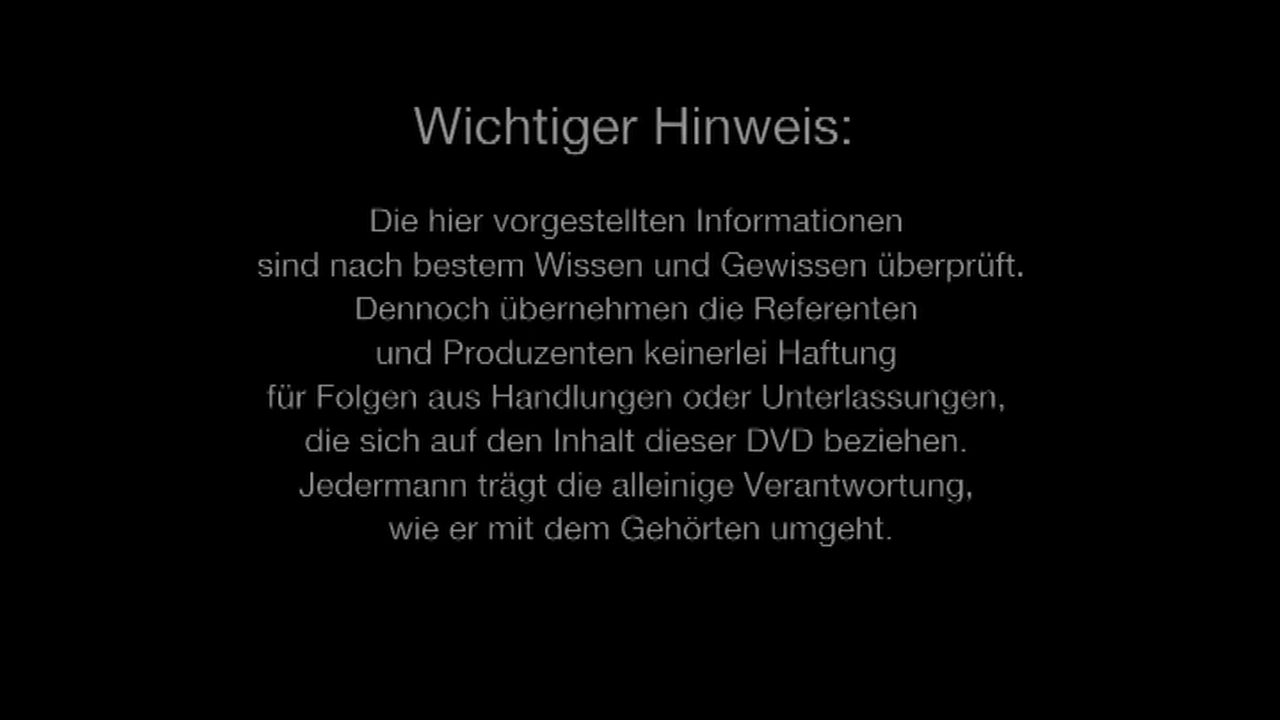 Wichtiger Hinweis:
Die hier vorgestellten Informationen
sind nach bestem Wissen und Gewissen überprüft.
Dennoch übernehmen die Referenten
und Produzenten keinerlei Haftung
für Folgen aus Handlungen oder Unterlassungen,
die sich auf den Inhalt dieser DVD beziehen.
Jedermann trägt die alleinige Verantwortung,
wie er mit dem Gehörten umgeht.